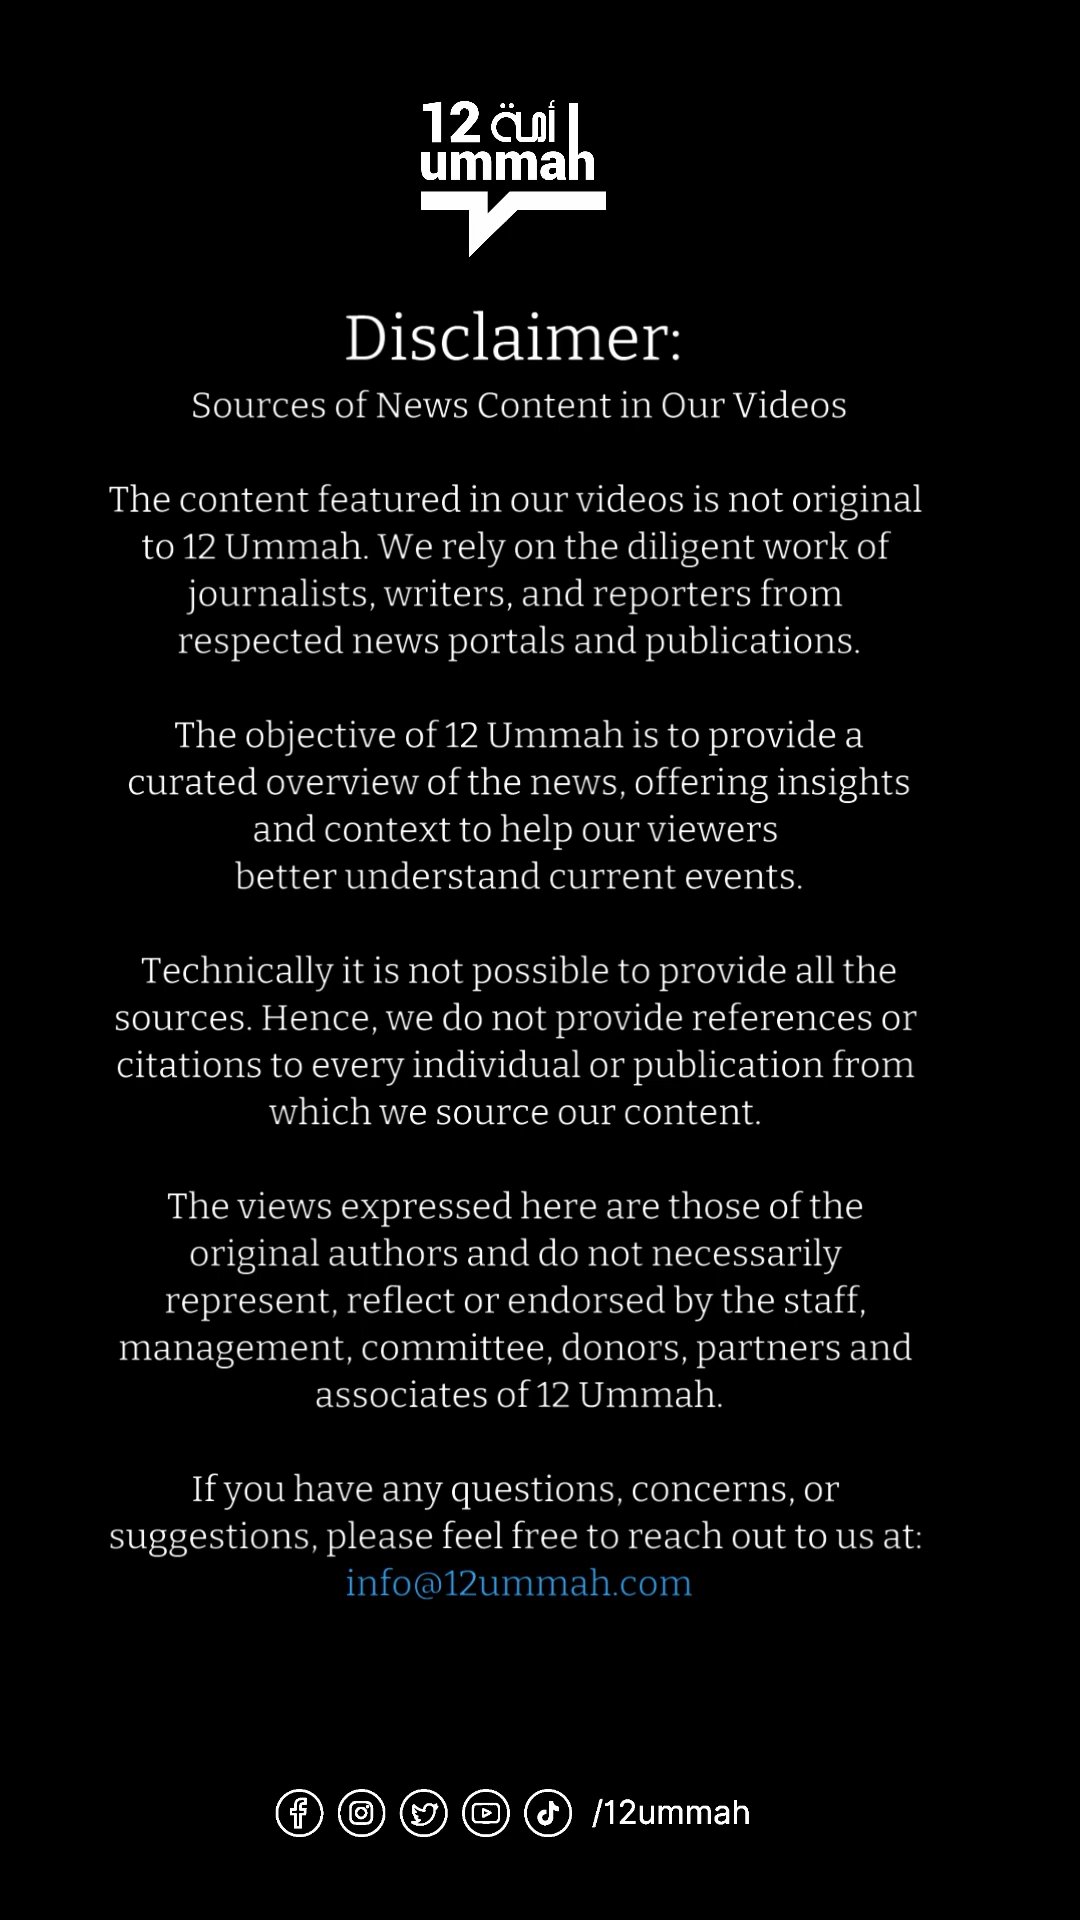 12 أمة
ummah
Disclaimer:
Sources of News Content in Our Videos
The content featured in our videos is not original
to 12 Ummah. We rely on the diligent work of
journalists, writers, and reporters from
respected news portals and publications.
The objective of 12 Ummah is to provide a
curated overview of the news, offering insights
and context to help our viewers
better understand current events.
Technically it is not possible to provide all the
sources. Hence, we do not provide references or
citations to every individual or publication from
which we source our content.
The views expressed here are those of the
original authors and do not necessarily
represent, reflect or endorsed by the staff,
management, committee, donors, partners and
associates of 12 Ummah.
If you have any questions, concerns, or
suggestions, please feel free to reach out to us at:
info@12ummah.com
/12ummah